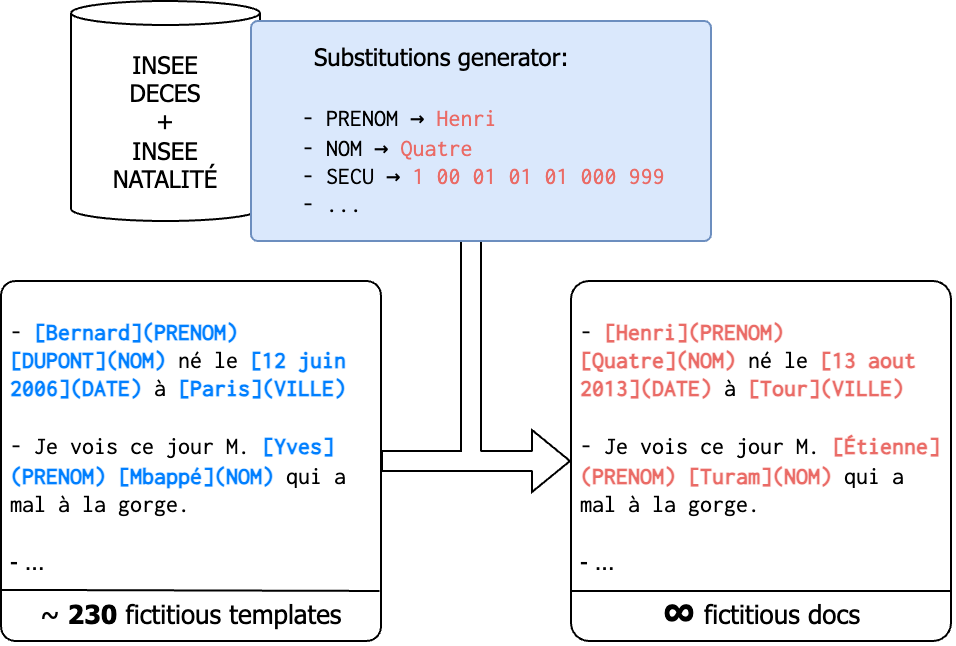 INSEE
DECES
+
INSEE
NATALITÉ
Substitutions generator:
- PRENOM → Henri
- NOM → Quatre
- SECU → 1 00 01 01 01 000 999
- ...
- [Bernard](PRENOM)
[DUPONT](NOM) né le [12 juin
2006](DATE) à [Paris](VILLE)
- Je vois ce jour M. [Yves]
(PRENOM) [Mbappé](NOM) qui a
mal à la gorge.
- ...
~ 230 fictitious templates
- [Henri](PRENOM)
[Quatre](NOM) né le [13 aout
2013](DATE) à [Tour](VILLE)
- Je vois ce jour M. [Étienne]
(PRENOM) [Turam](NOM) qui a
mal à la gorge.
- ...
∞ fictitious docs